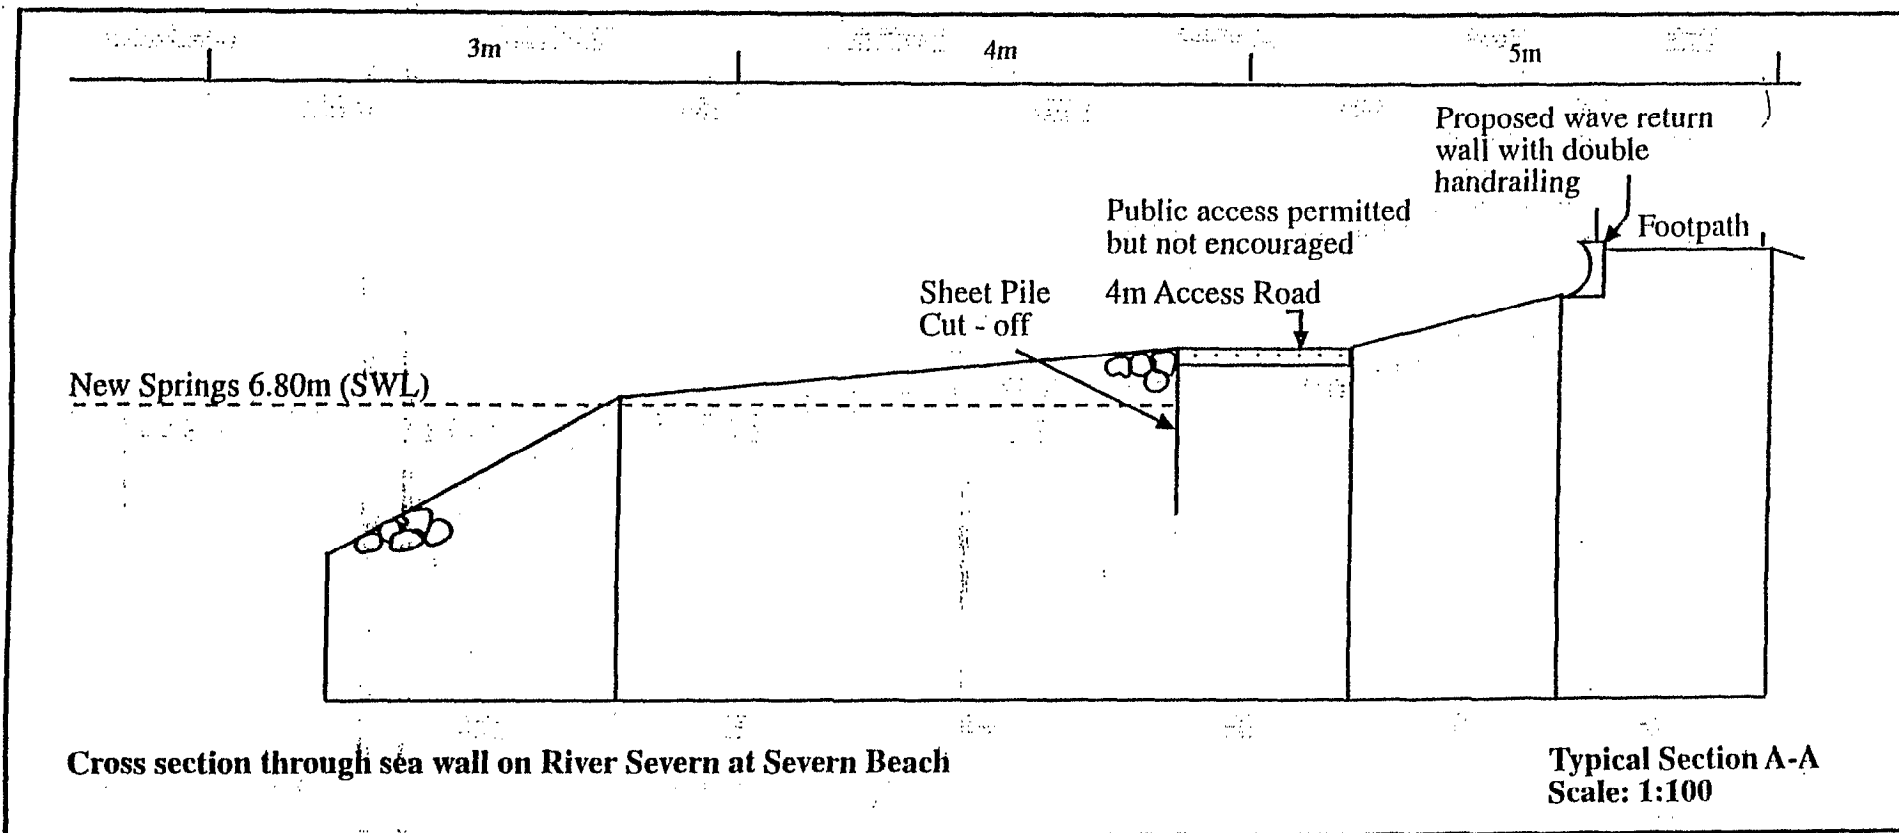 3m 4m 5m
Proposed wave return
wall with double
handrailing
Public access permitted
but not encouraged
Footpath
Sheet Pile
Cut - off
4m Access Road
New Springs 6.80m (SWL)
Cross section through sea wall on River Severn at Severn Beach
Typical Section A-A
Scale: 1:100